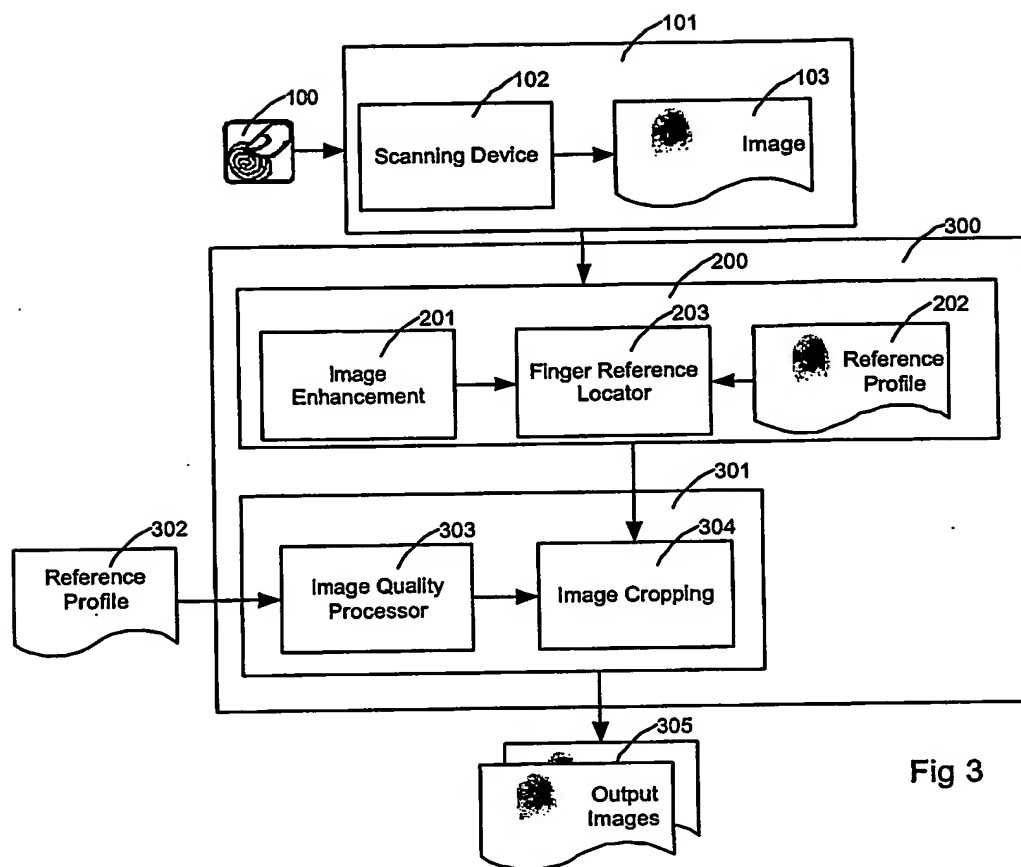 101
102
103
100
Scanning Device
Image
300
200
201
203
202
Image
Enhancement
Finger Reference
Locator
Reference
Profile
301
302
303
304
Reference
Profile
Image Quality
Processor
Image Cropping
305
Output
Images
Fig 3